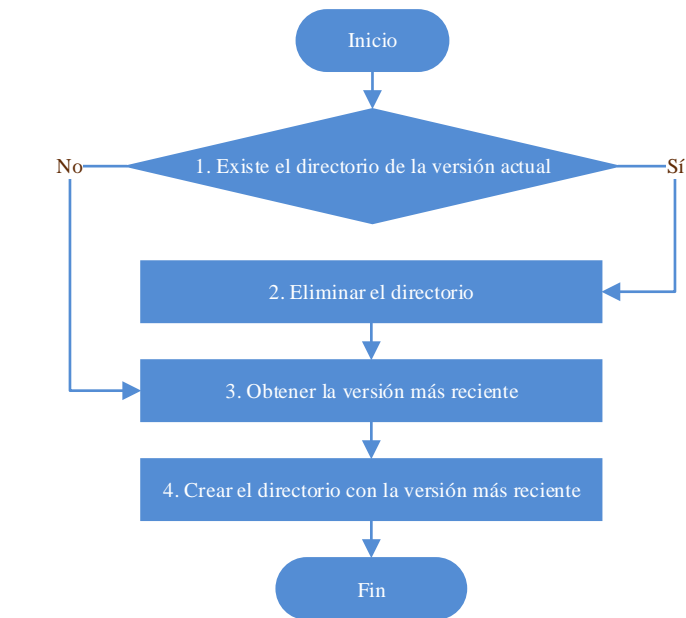 Inicio
1. Existe el directorio de la versión actual
No
Sí
2. Eliminar el directorio
3. Obtener la versión más reciente
4. Crear el directorio con la versión más reciente
Fin